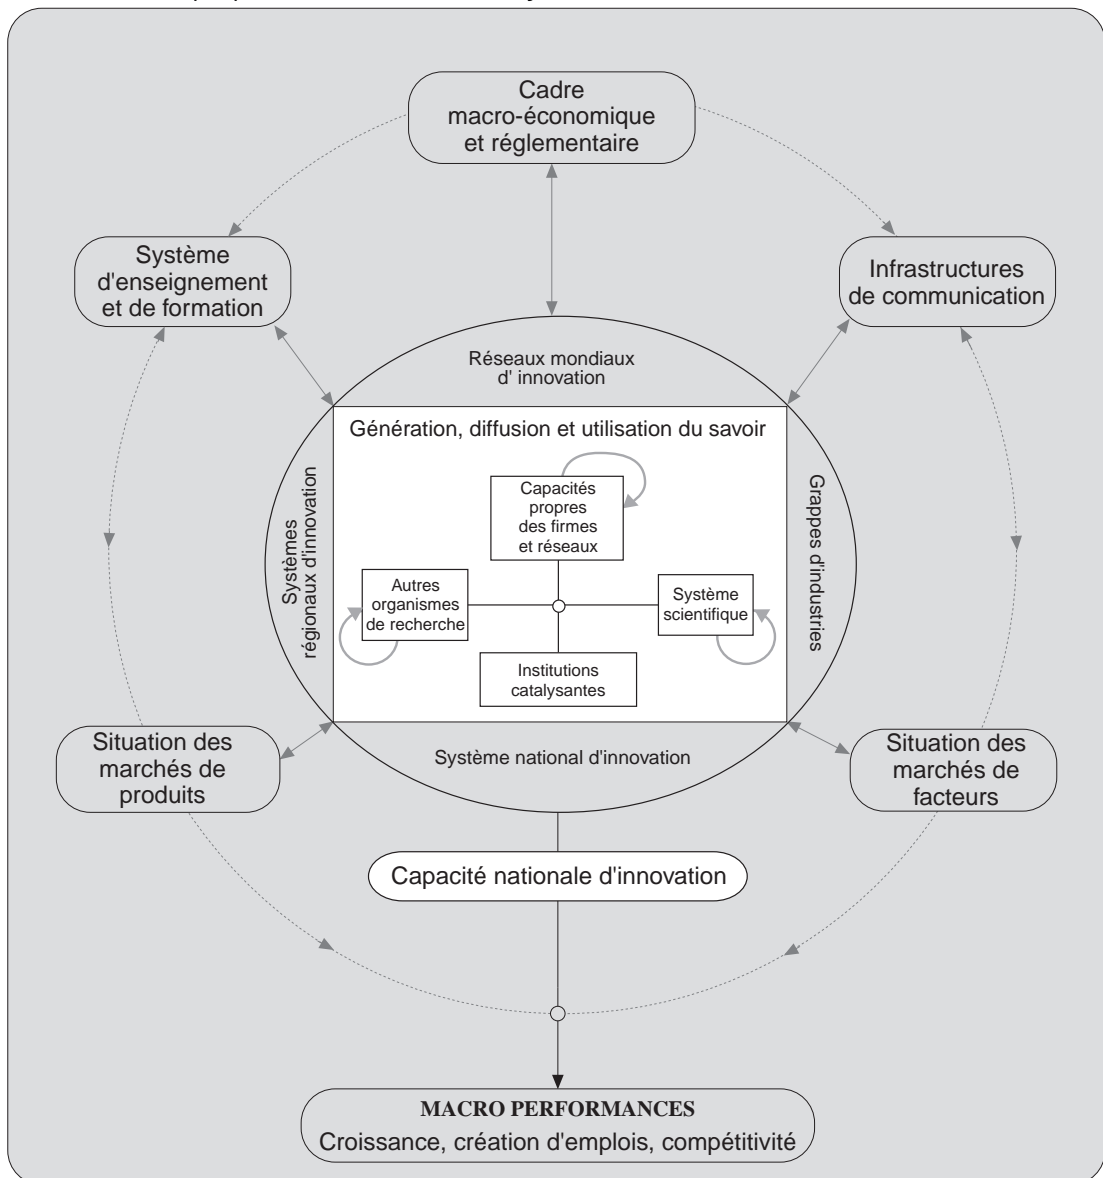 Cadre
macro-économique
et réglementaire
Système
d'enseignement
et de formation
Infrastructures
de communication
Réseaux mondiaux
d' innovation
Génération, diffusion et utilisation du savoir
Systèmes
régionaux d'innovation
Grappes d'industries
Capacités
propres
des firmes
et réseaux
Autres
organismes
de recherche
Système
scientifique
Institutions
catalysantes
Système national d'innovation
Situation des
marchés de
produits
Situation des
marchés de
facteurs
Capacité nationale d'innovation
MACRO PERFORMANCES
Croissance, création d'emplois, compétitivité